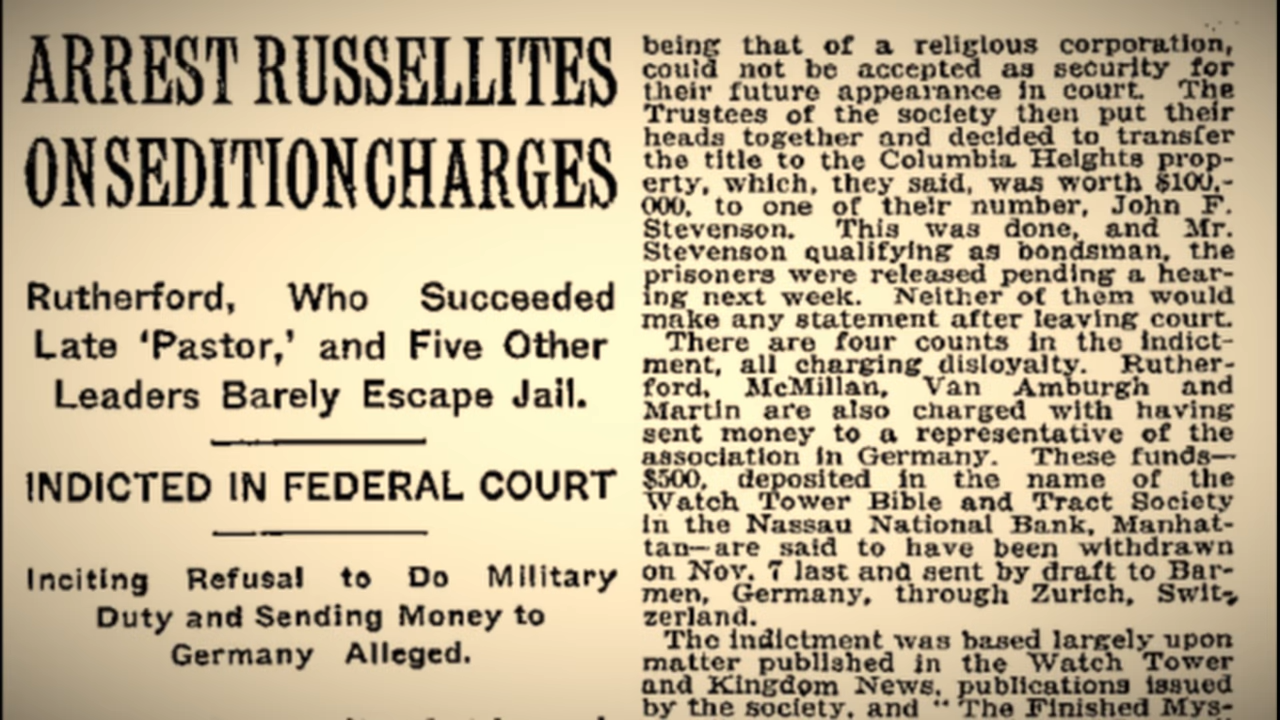 ARREST RUSSELLITES
ON SEDITION CHARGES
Rutherford, Who Succeeded
Late 'Pastor,' and Five Other
Leaders Barely Escape Jail.
INDICTED IN FEDERAL COURT
Inciting Refusal to Do Military
Duty and Sending Money to
Germany Alleged.
being that of a religious corporation,
could not be accepted as security for
their future appearance in court. The
Trustees of the society then put their
heads together and decided to transfer
the title to the Columbia Heights prop-
erty, which, they said, was worth $100,-
000, to one of their number, John F.
Stevenson. This was done, and Mr.
Stevenson qualifying as bondsman, the
prisoners were released pending a hear-
ing next week. Neither of them would
make any statement after leaving court.
There are four counts in the indict-
ment, all charging disloyalty. Ruther-
ford, McMillan, Van Amburgh and
Martin are also charged with having
sent money to a representative of the
association in Germany. These funds—
$500, deposited in the name of the
Watch Tower Bible and Tract Society
in the Nassau National Bank, Manhat-
tan—are said to have been withdrawn
on Nov. 7 last and sent by draft to Bar-
men, Germany, through Zurich, Swit-
zerland.
The indictment was based largely upon
matter published in the Watch Tower
and Kingdom News, publications issued
by the society, and " The Finished Mys-